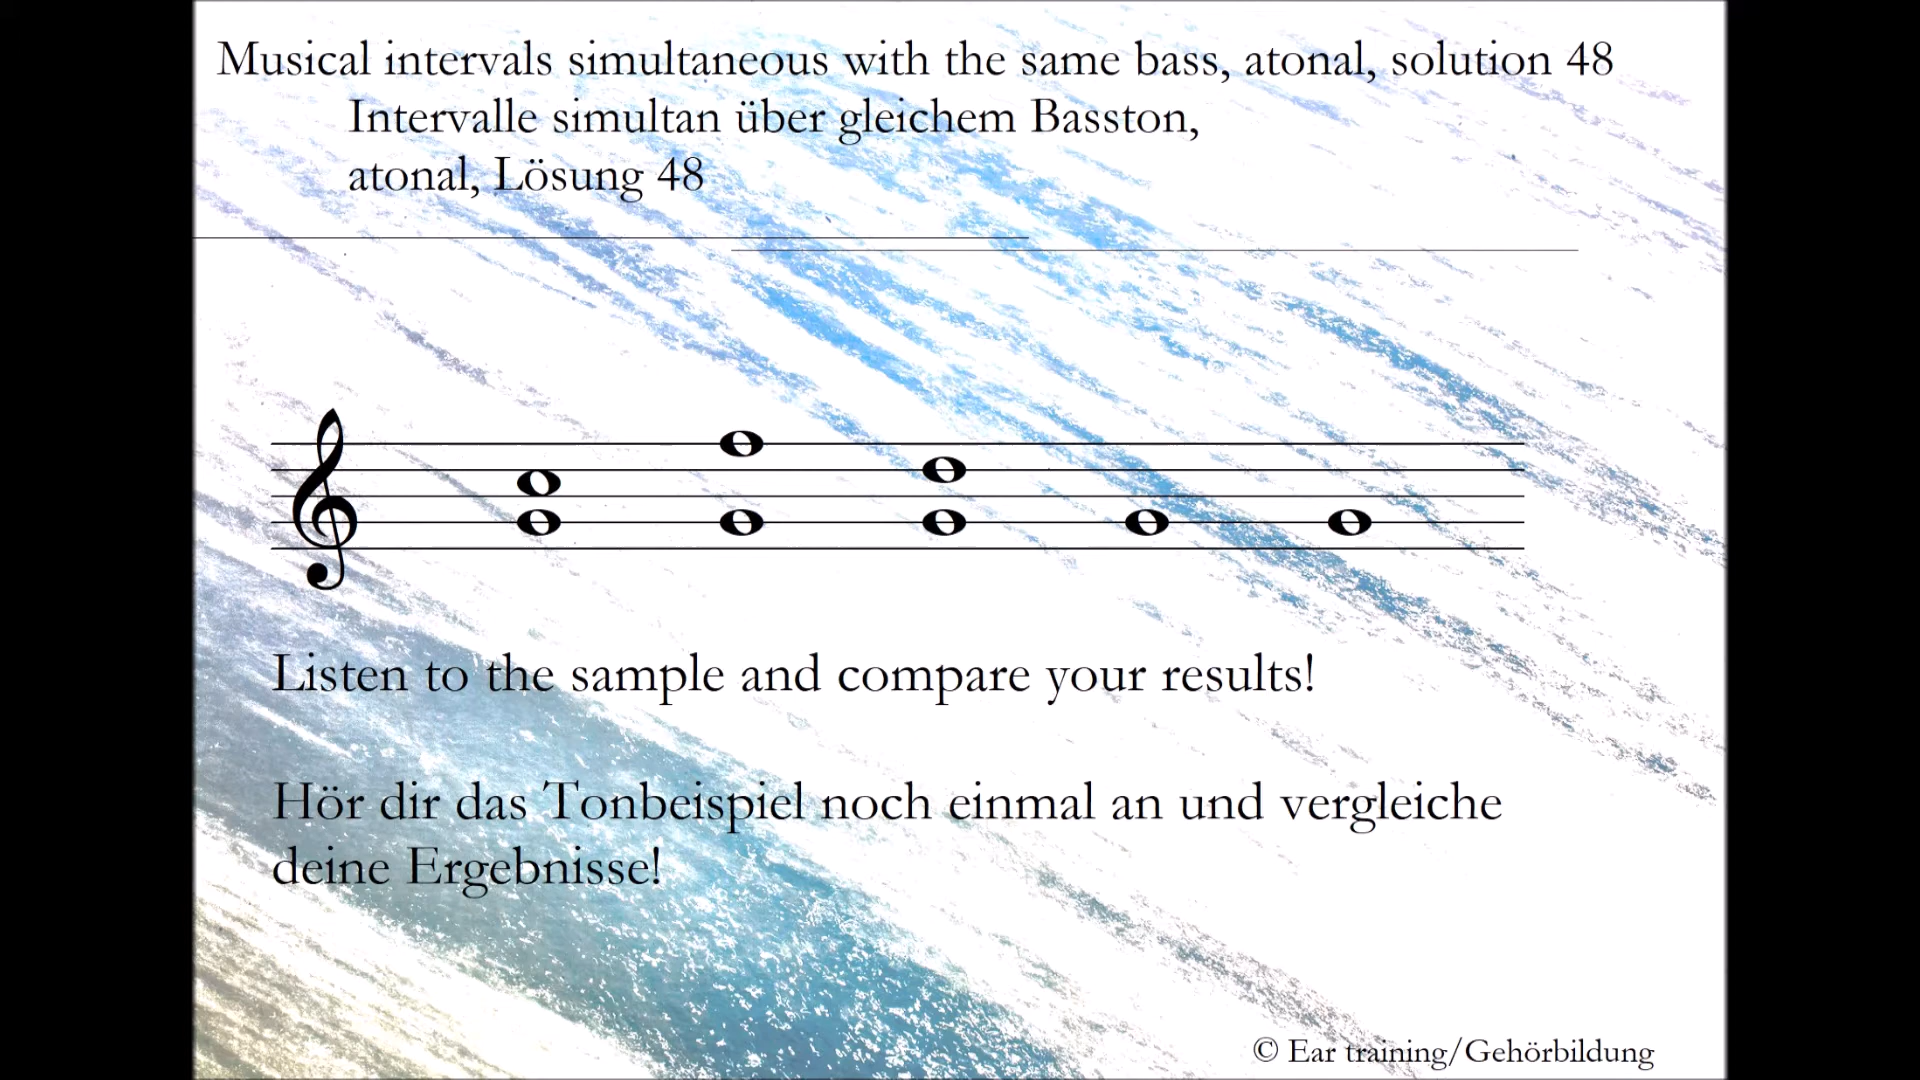 Musical intervals simultaneous with the same bass, atonal, solution 48
Intervalle simultan über gleichem Basston,
atonal, Lösung 48
Listen to the sample and compare your results!
Hör dir das Tonbeispiel noch einmal an und vergleiche
deine Ergebnisse!
© Ear training/Gehörbildung